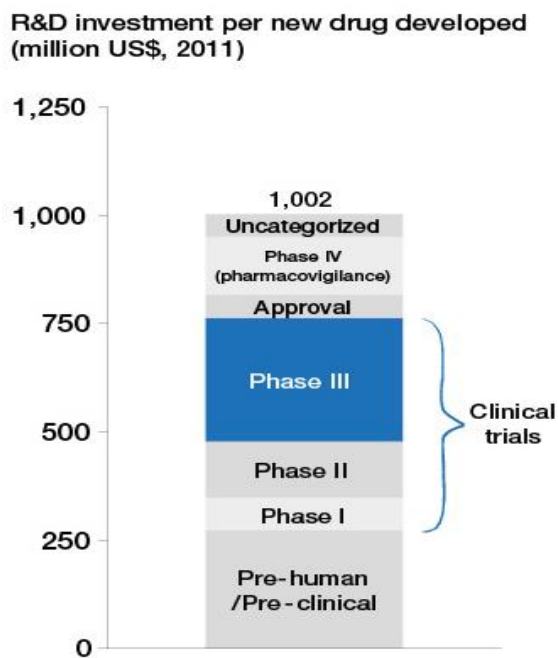 R&D investment per new drug developed
(million US$, 2011)
1,250
1,002
1,000
Uncategorized
Phase IV
(pharmacovigilance)
Approval
750
Phase III
Clinical
trials
500
Phase II
Phase I
250
Pre-human
/Pre-clinical
0